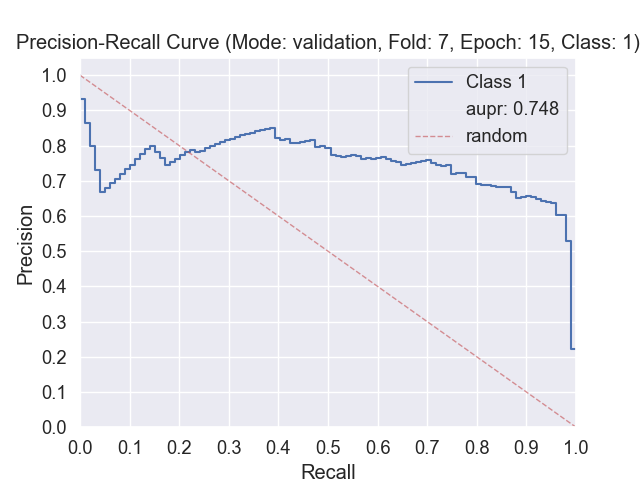 Precision-Recall Curve (Mode: validation, Fold: 7, Epoch: 15, Class: 1)
1.0
0.9
0.8
0.7
0.6
0.5
0.4
0.3
0.2
0.1
0.0
Precision
Class 1
aupr: 0.748
random
0.0 0.1 0.2 0.3 0.4 0.5 0.6 0.7 0.8 0.9 1.0
Recall